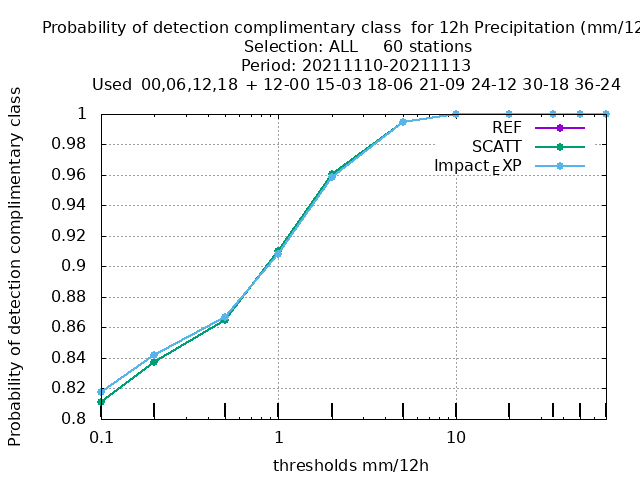 Probability of detection complimentary class  for 12h Precipitation (mm/12
Selection: ALL     60 stations
Period: 20211110-20211113
Used  00,06,12,18  + 12-00 15-03 18-06 21-09 24-12 30-18 36-24
Probability of detection complimentary class
1
0.98
0.96
0.94
0.92
0.9
0.88
0.86
0.84
0.82
0.8
REF
SCATT
Impact_EXP
0.1 1 10
thresholds mm/12h